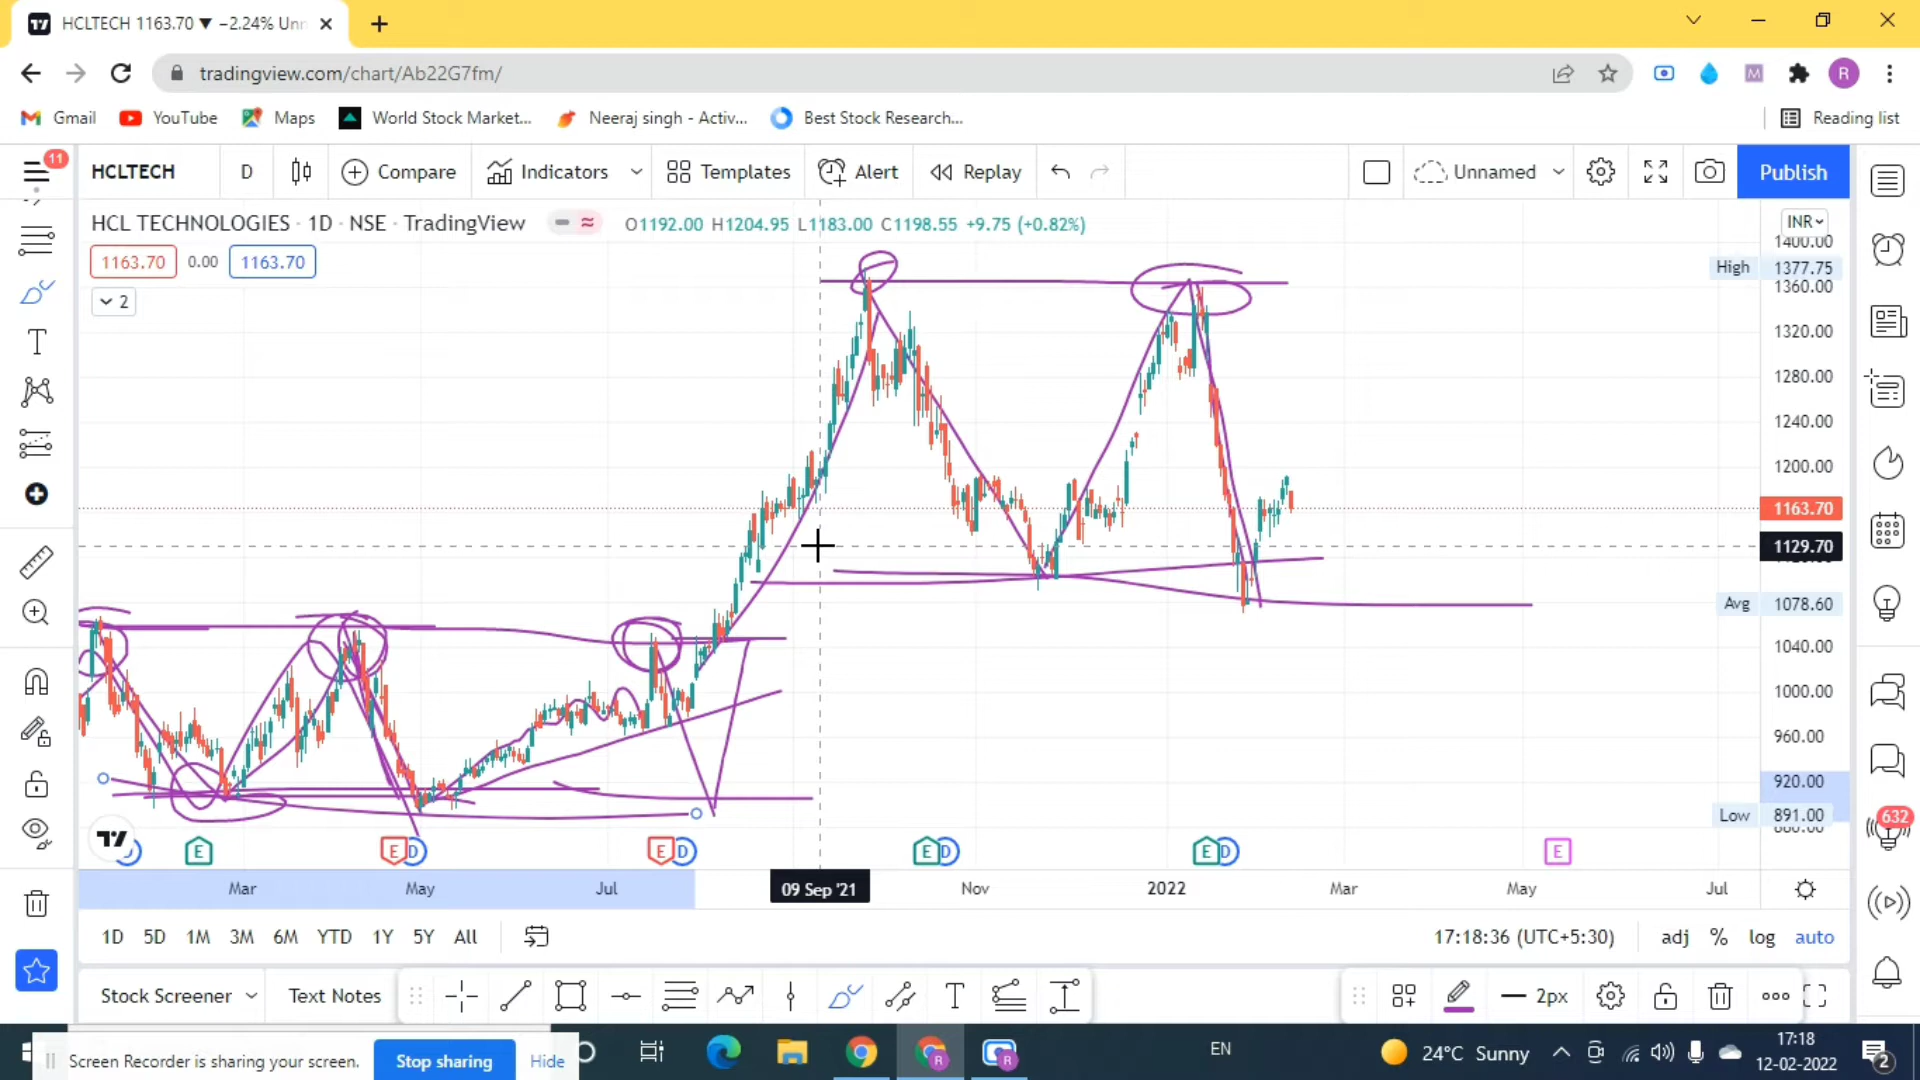 HCLTECH 1163.70 ▼ −2.24% Unn
tradingview.com/chart/Ab22G7fm/
R
Gmail
YouTube
Maps
World Stock Market...
Neeraj singh - Activ...
Best Stock Research...
Reading list
11
HCLTECH
D
Compare
Indicators
Templates
Alert
Replay
Unnamed
Publish
HCL TECHNOLOGIES · 1D · NSE · TradingView
O1192.00 H1204.95 L1183.00 C1198.55 +9.75 (+0.82%)
INR
1163.70
0.00
1163.70
2
1400.00
High 1377.75
1360.00
1320.00
1280.00
1240.00
1200.00
1163.70
1129.70
Avg 1078.60
1040.00
1000.00
960.00
920.00
Low 891.00
632
E
E D
E D
E D
E D
E
Mar
May
Jul
09 Sep '21
Nov
2022
Mar
May
Jul
1D 5D 1M 3M 6M YTD 1Y 5Y All
17:18:36 (UTC+5:30)
adj % log auto
Stock Screener
Text Notes
2px
Screen Recorder is sharing your screen.
Stop sharing
Hide
EN
24°C Sunny
17:18
12-02-2022
2